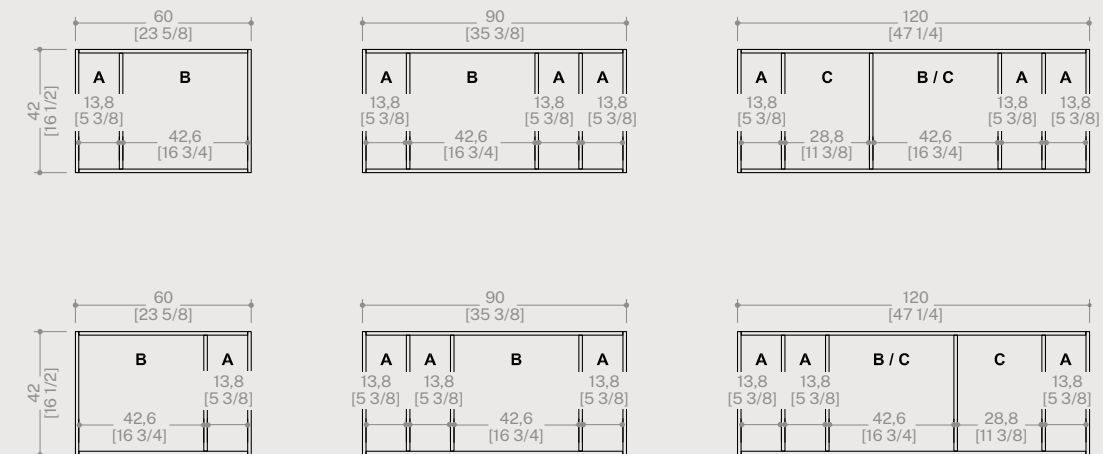 60
[23 5/8]
90
[35 3/8]
120
[47 1/4]
42
[16 1/2]
A B
13,8
[5 3/8]
42,6
[16 3/4]
A B A A
13,8 13,8 13,8
[5 3/8] [5 3/8] [5 3/8]
42,6
[16 3/4]
A C B / C A A
13,8 13,8 13,8
[5 3/8] [5 3/8] [5 3/8]
28,8 42,6
[11 3/8] [16 3/4]
60
[23 5/8]
90
[35 3/8]
120
[47 1/4]
42
[16 1/2]
B A
13,8
[5 3/8]
42,6
[16 3/4]
A A B A
13,8 13,8 13,8
[5 3/8] [5 3/8] [5 3/8]
42,6
[16 3/4]
A A B / C C A
13,8 13,8 13,8
[5 3/8] [5 3/8] [5 3/8]
42,6 28,8
[16 3/4] [11 3/8]